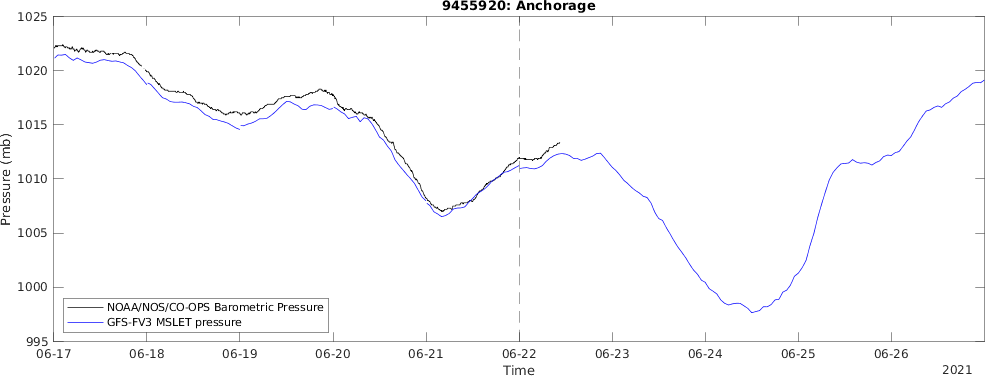 9455920: Anchorage
1025
1020
1015
1010
1005
1000
995
Pressure (mb)
NOAA/NOS/CO-OPS Barometric Pressure
GFS-FV3 MSLET pressure
06-17 06-18 06-19 06-20 06-21 06-22 06-23 06-24 06-25 06-26
Time
2021